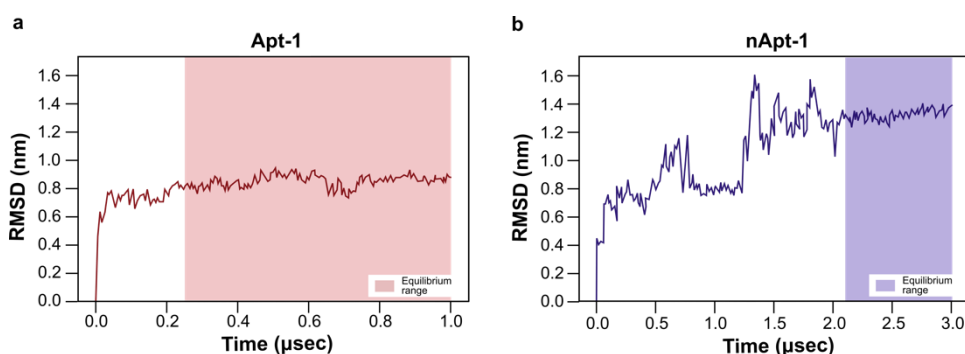 a
Apt-1
RMSD (nm)
1.6
1.4
1.2
1.0
0.8
0.6
0.4
0.2
0.0
0.0 0.2 0.4 0.6 0.8 1.0
Time (μsec)
Equilibrium
range
b
nApt-1
RMSD (nm)
1.6
1.4
1.2
1.0
0.8
0.6
0.4
0.2
0.0
0.0 0.5 1.0 1.5 2.0 2.5 3.0
Time (μsec)
Equilibrium
range